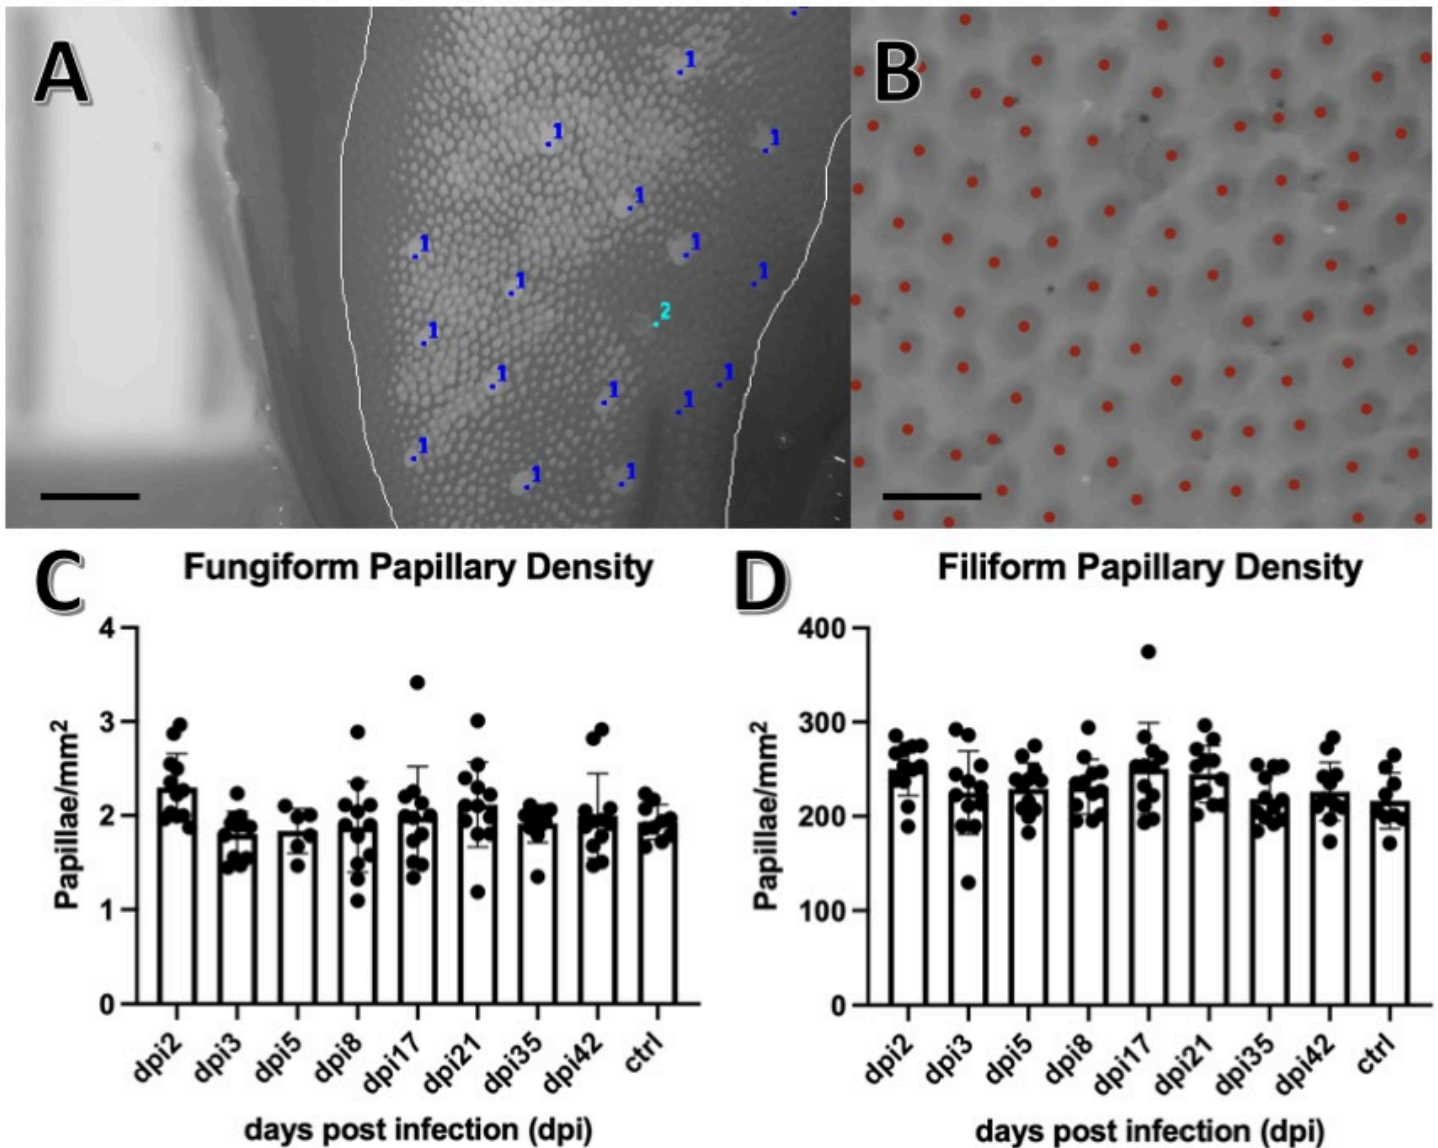 A
B
1
1
1
1
1
1
1
2
1
1
1
1
1
1
1
1
C
Fungiform Papillary Density
Papillae/mm²
4
3
2
1
0
dpi2
dpi3
dpi5
dpi8
dpi17
dpi21
dpi35
dpi42
ctrl
days post infection (dpi)
D
Filiform Papillary Density
Papillae/mm²
400
300
200
100
0
dpi2
dpi3
dpi5
dpi8
dpi17
dpi21
dpi35
dpi42
ctrl
days post infection (dpi)